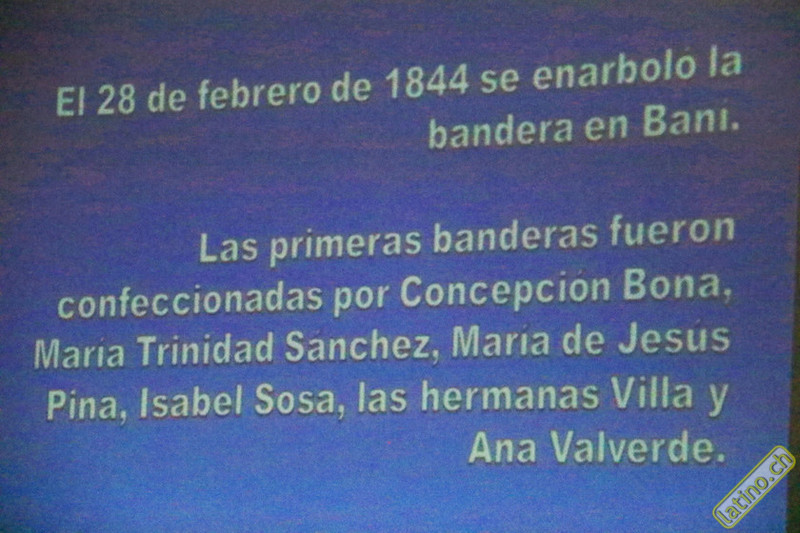 El 28 de febrero de 1844 se enarboló la
bandera en Baní.
Las primeras banderas fueron
confeccionadas por Concepción Bona,
María Trinidad Sánchez, María de Jesús
Pina, Isabel Sosa, las hermanas Villa y
Ana Valverde.
latino.ch